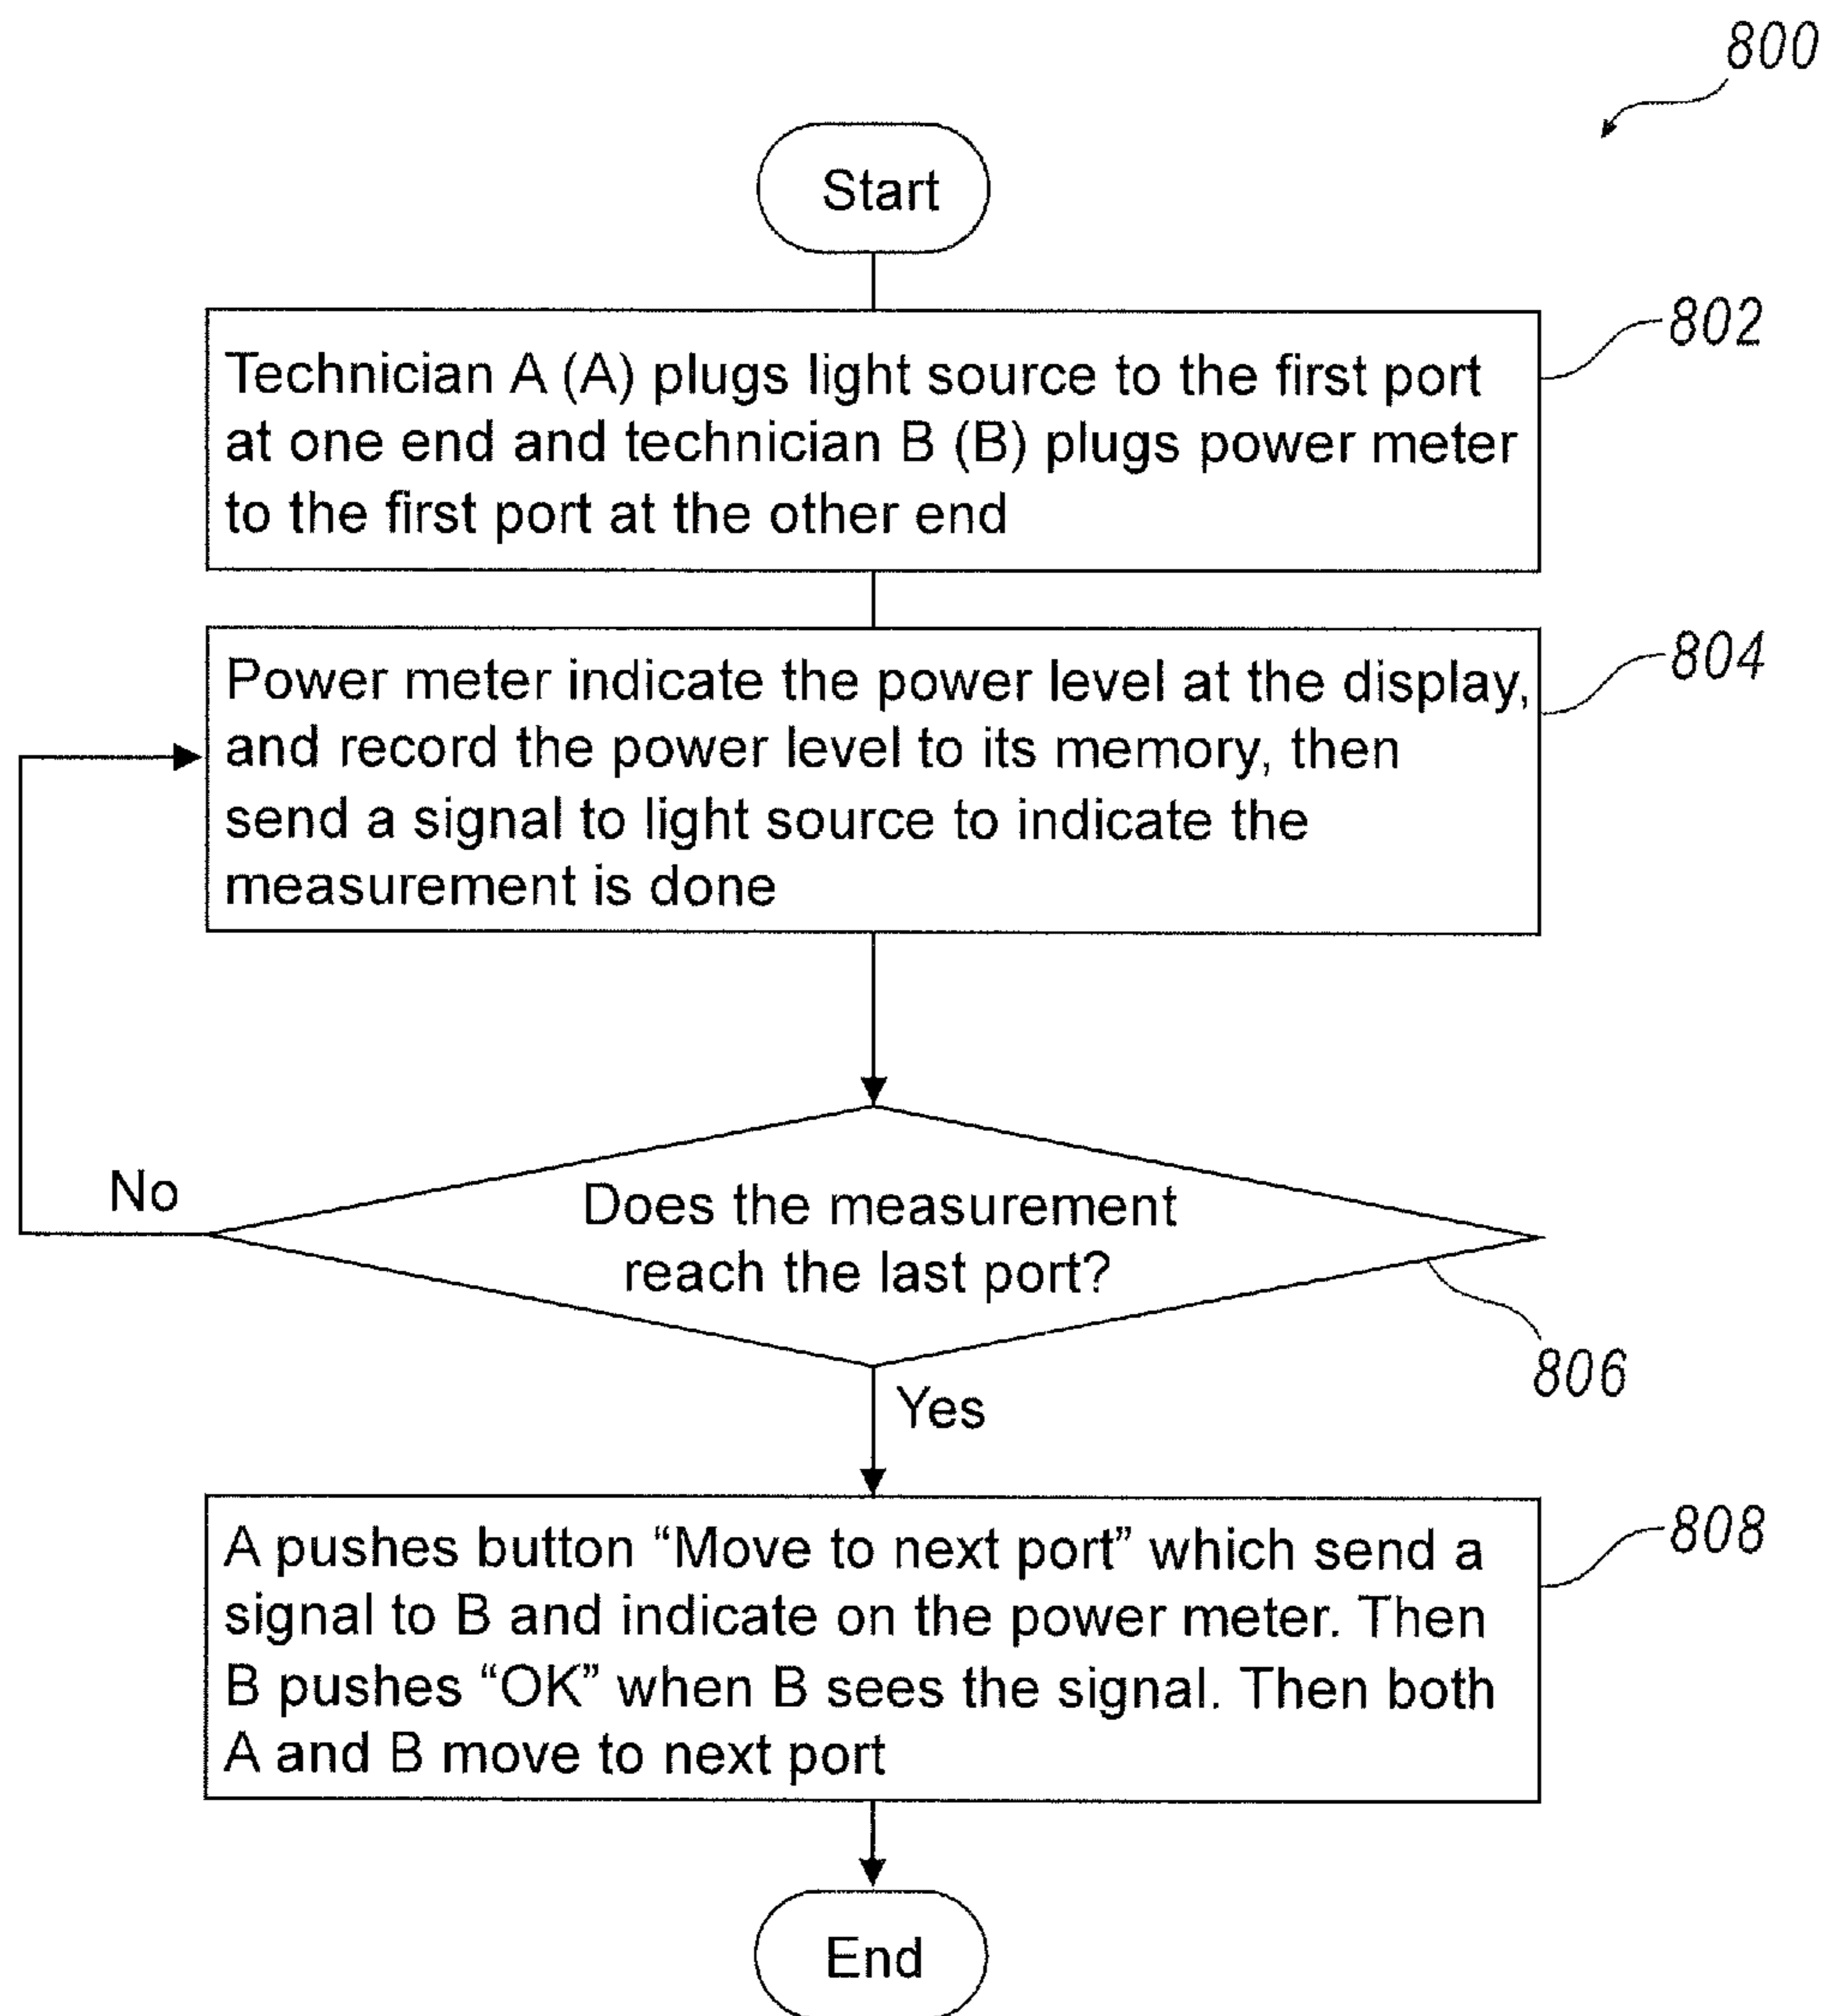 800
Start
802
Technician A (A) plugs light source to the first port
at one end and technician B (B) plugs power meter
to the first port at the other end
804
Power meter indicate the power level at the display,
and record the power level to its memory, then
send a signal to light source to indicate the
measurement is done
No
Does the measurement
reach the last port?
806
Yes
808
A pushes button “Move to next port” which send a
signal to B and indicate on the power meter. Then
B pushes “OK” when B sees the signal. Then both
A and B move to next port
End